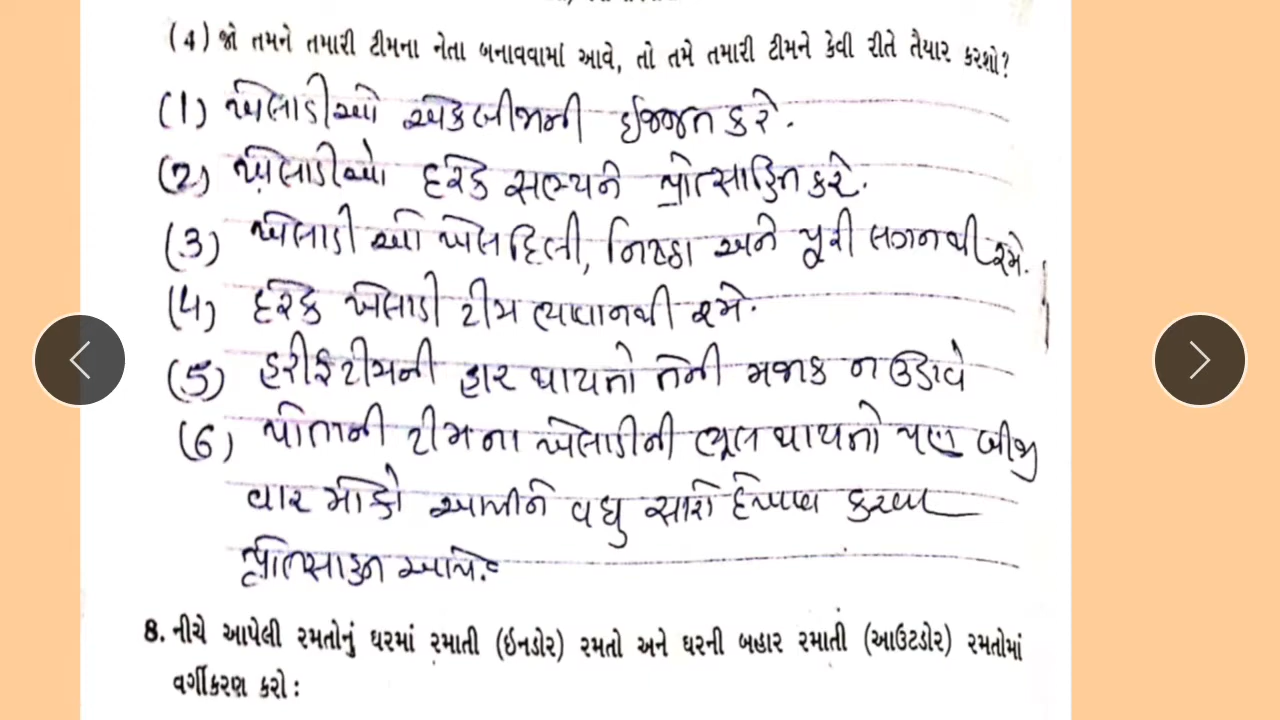 (4) જો તમને તમારી ટીમના નેતા બનાવવામાં આવે, તો તમે તમારી ટીમને કેવી રીતે તૈયાર કરશો?
(1) ખેલાડીઓ એકબીજાની ઈજ્જત કરે.
(2) ખેલાડીઓ દરેક સભ્યને પ્રોત્સાહિત કરે.
(3) ખેલાડીઓ ખેલદિલી, નિષ્ઠા અને પૂરી લગનથી રમે.
(4) દરેક ખેલાડી ટીમ ભાવનાથી રમે.
(5) હરીફ ટીમની હાર થાયતો તેની મજાક ન ઉડાવે
(6) પોતાની ટીમના ખેલાડીની ભૂલ થાયતો પણ બીજી
વાર મોકો આપીને વધુ સારો દેખાવ કરવા
પ્રોત્સાહન આપે.
8. નીચે આપેલી રમતોનું ઘરમાં રમાતી (ઇનડોર) રમતો અને ઘરની બહાર રમાતી (આઉટડોર) રમતોમાં
વર્ગીકરણ કરો :